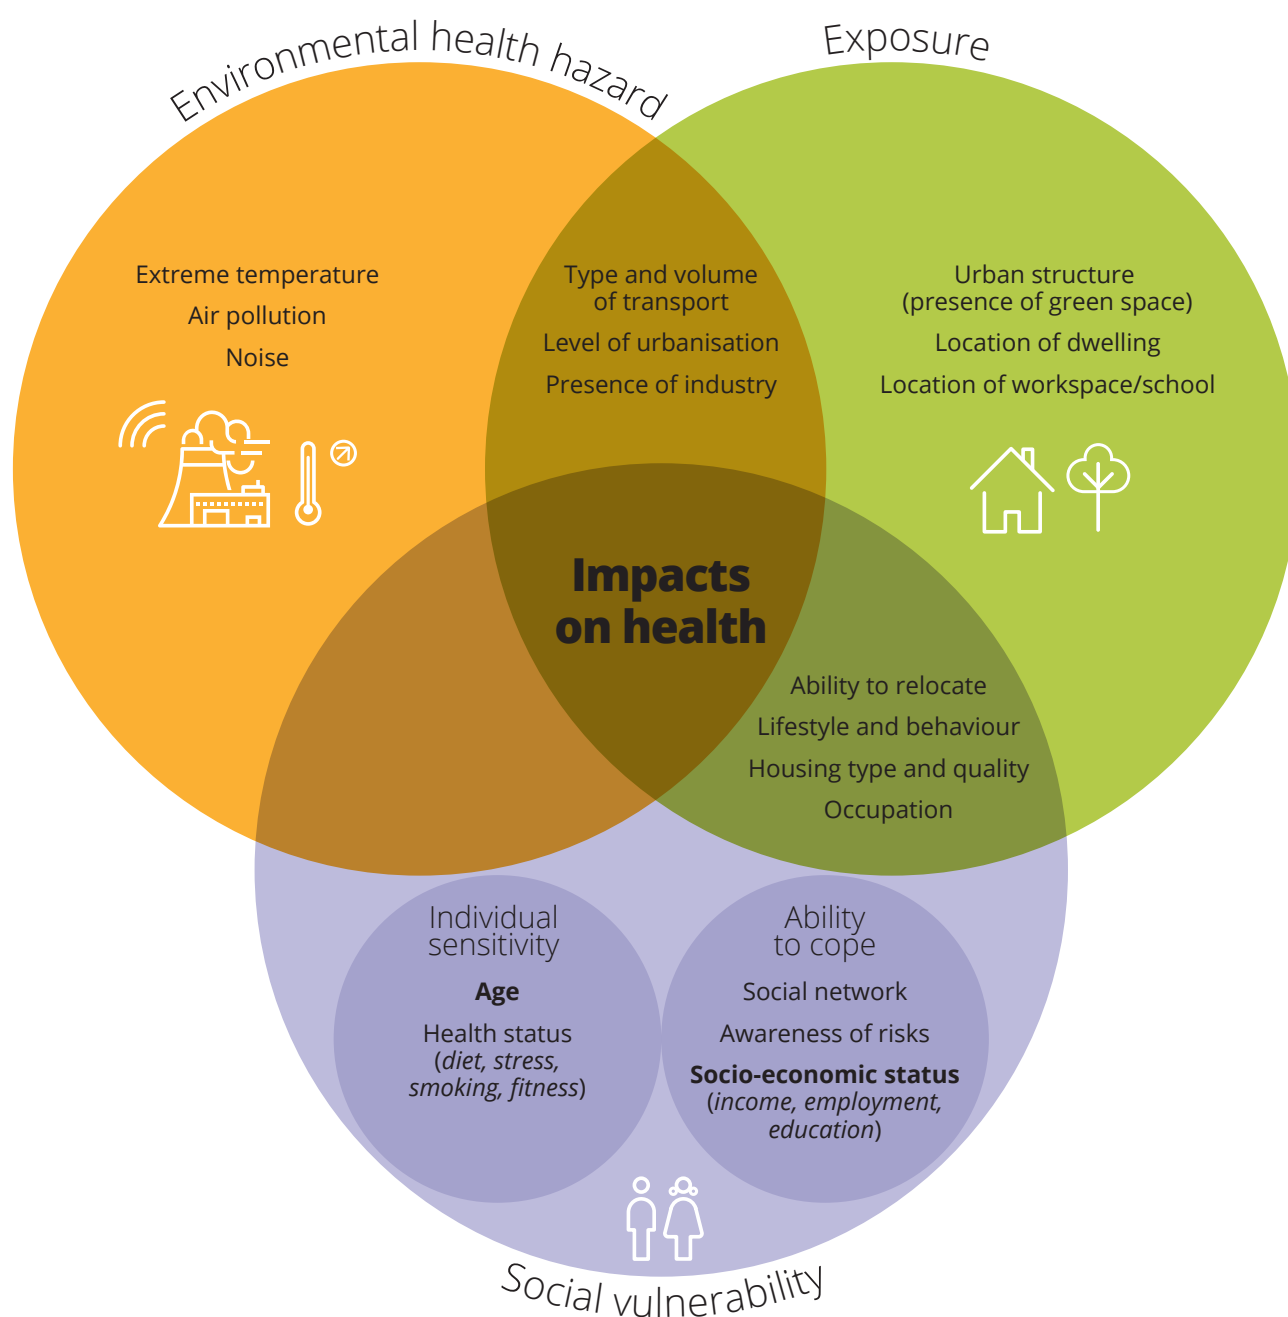 Environmental health hazard
Exposure
Extreme temperature
Air pollution
Noise
Type and volume
of transport
Level of urbanisation
Presence of industry
Urban structure
(presence of green space)
Location of dwelling
Location of workspace/school
Impacts
on health
Ability to relocate
Lifestyle and behaviour
Housing type and quality
Occupation
Individual
sensitivity
Age
Health status
(diet, stress,
smoking, fitness)
Ability
to cope
Social network
Awareness of risks
Socio-economic status
(income, employment,
education)
Social vulnerability